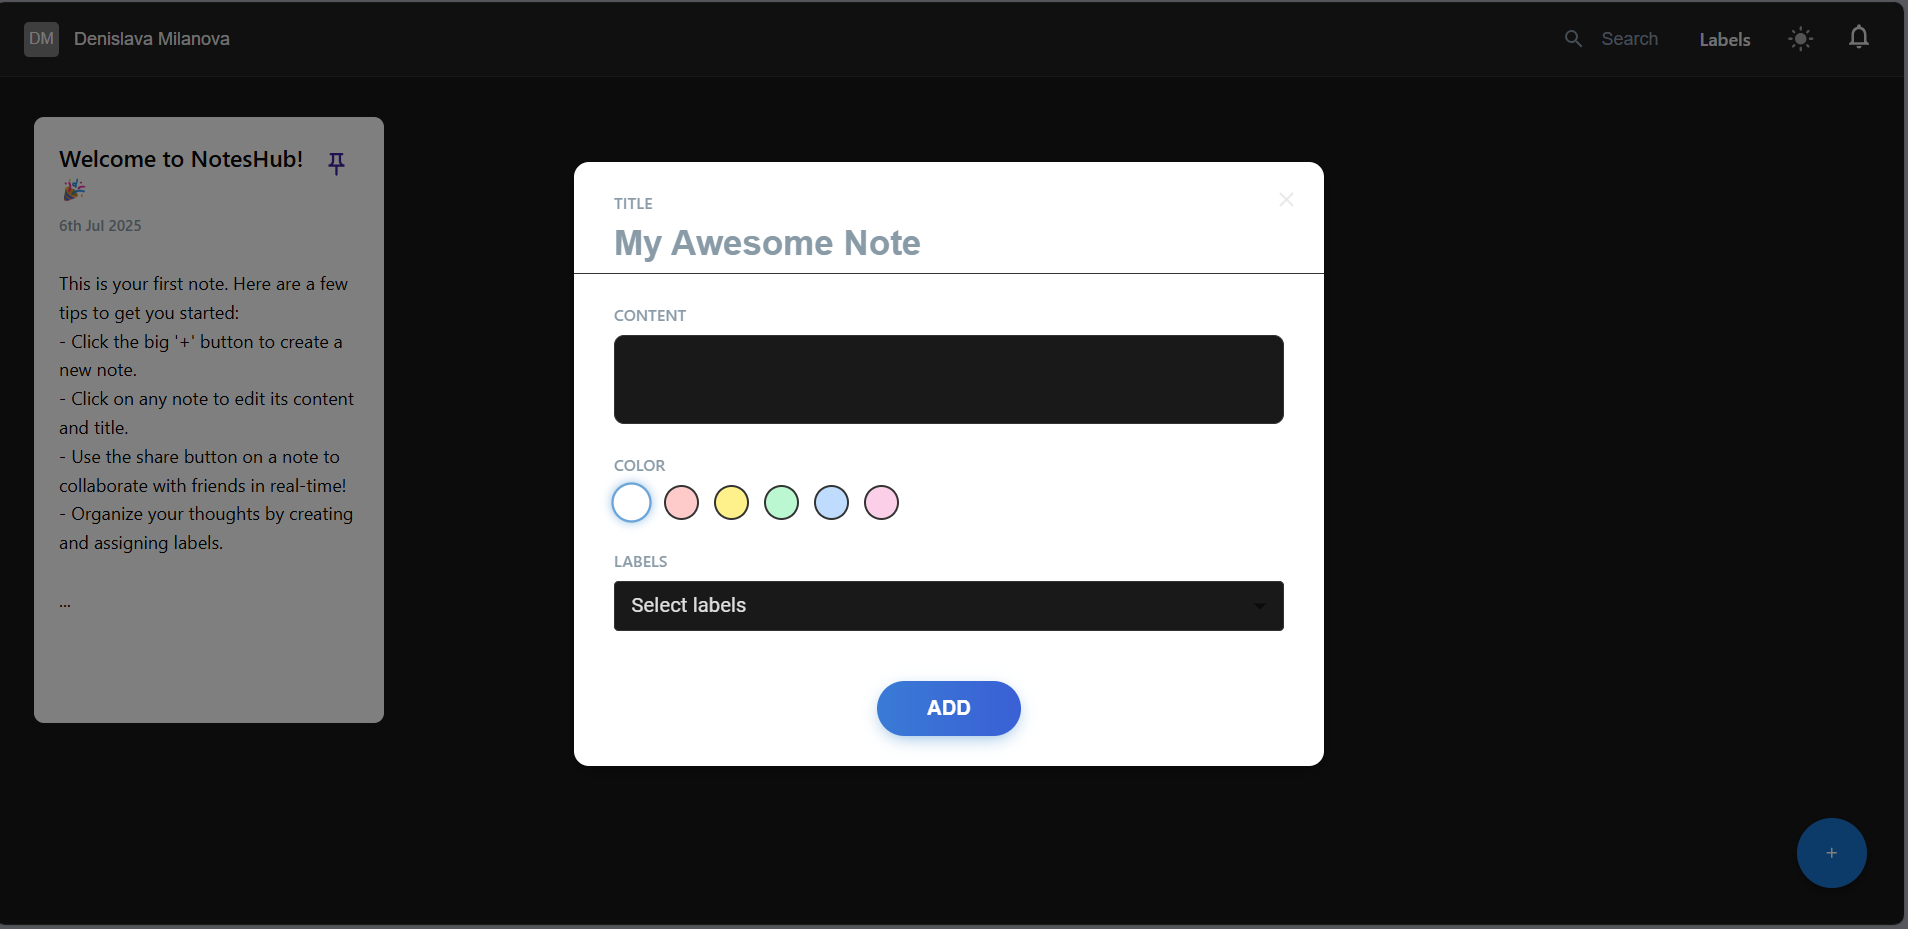 DM
Denislava Milanova
Search
Labels
Welcome to NotesHub!
🎉
6th Jul 2025
This is your first note. Here are a few
tips to get you started:
- Click the big '+' button to create a
new note.
- Click on any note to edit its content
and title.
- Use the share button on a note to
collaborate with friends in real-time!
- Organize your thoughts by creating
and assigning labels.
...
TITLE
My Awesome Note
CONTENT
COLOR
LABELS
Select labels
ADD
+